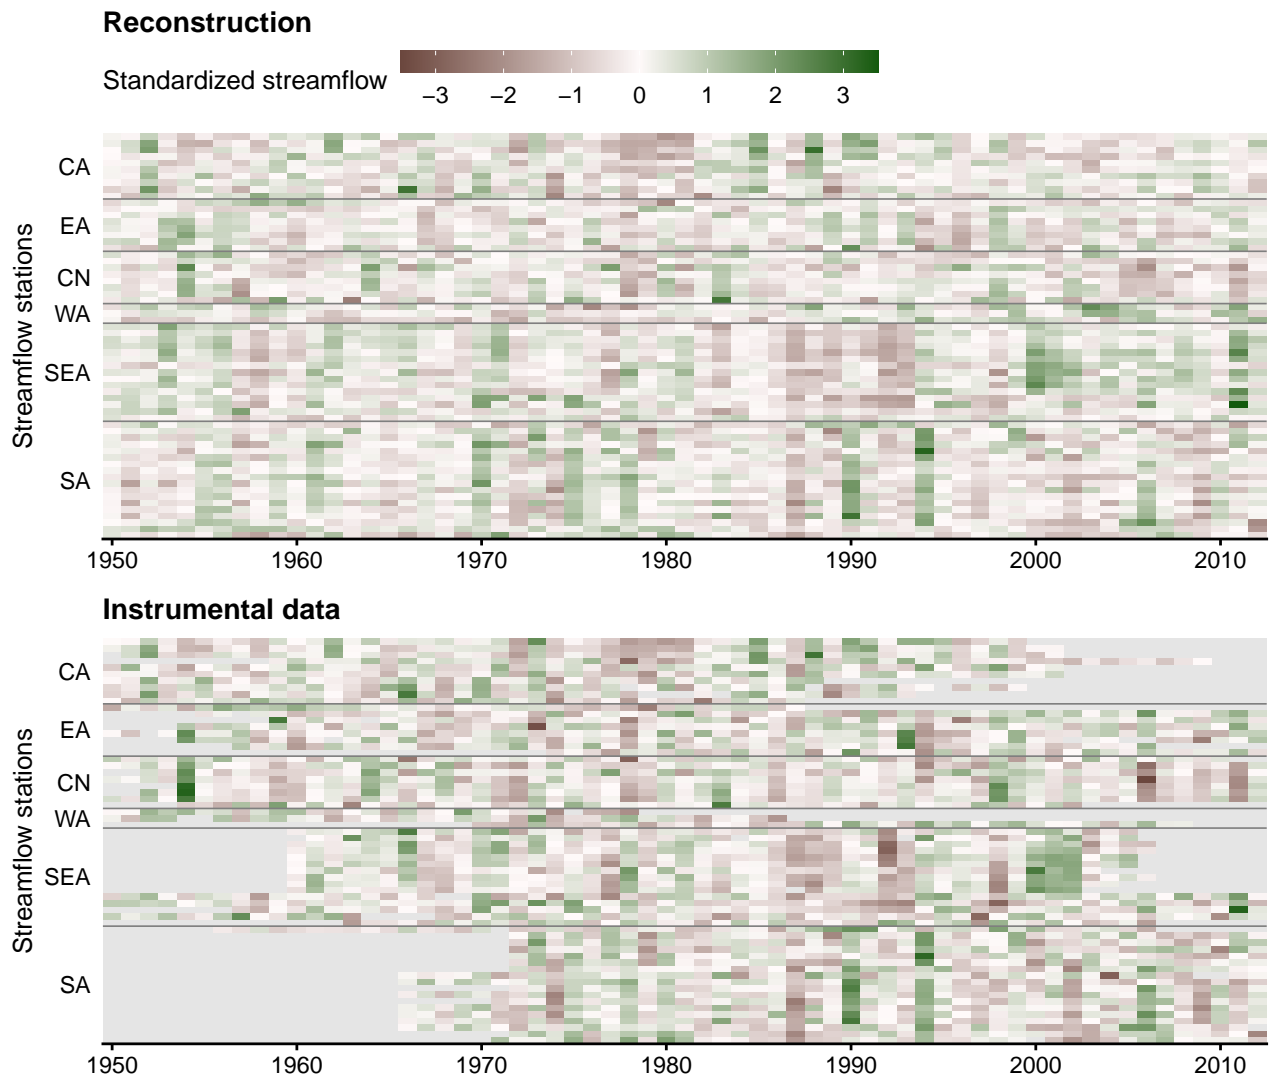 Reconstruction
Standardized streamflow
−3 −2 −1 0 1 2 3
Streamflow stations
CA
EA
CN
WA
SEA
SA
1950 1960 1970 1980 1990 2000 2010
Instrumental data
Streamflow stations
CA
EA
CN
WA
SEA
SA
1950 1960 1970 1980 1990 2000 2010